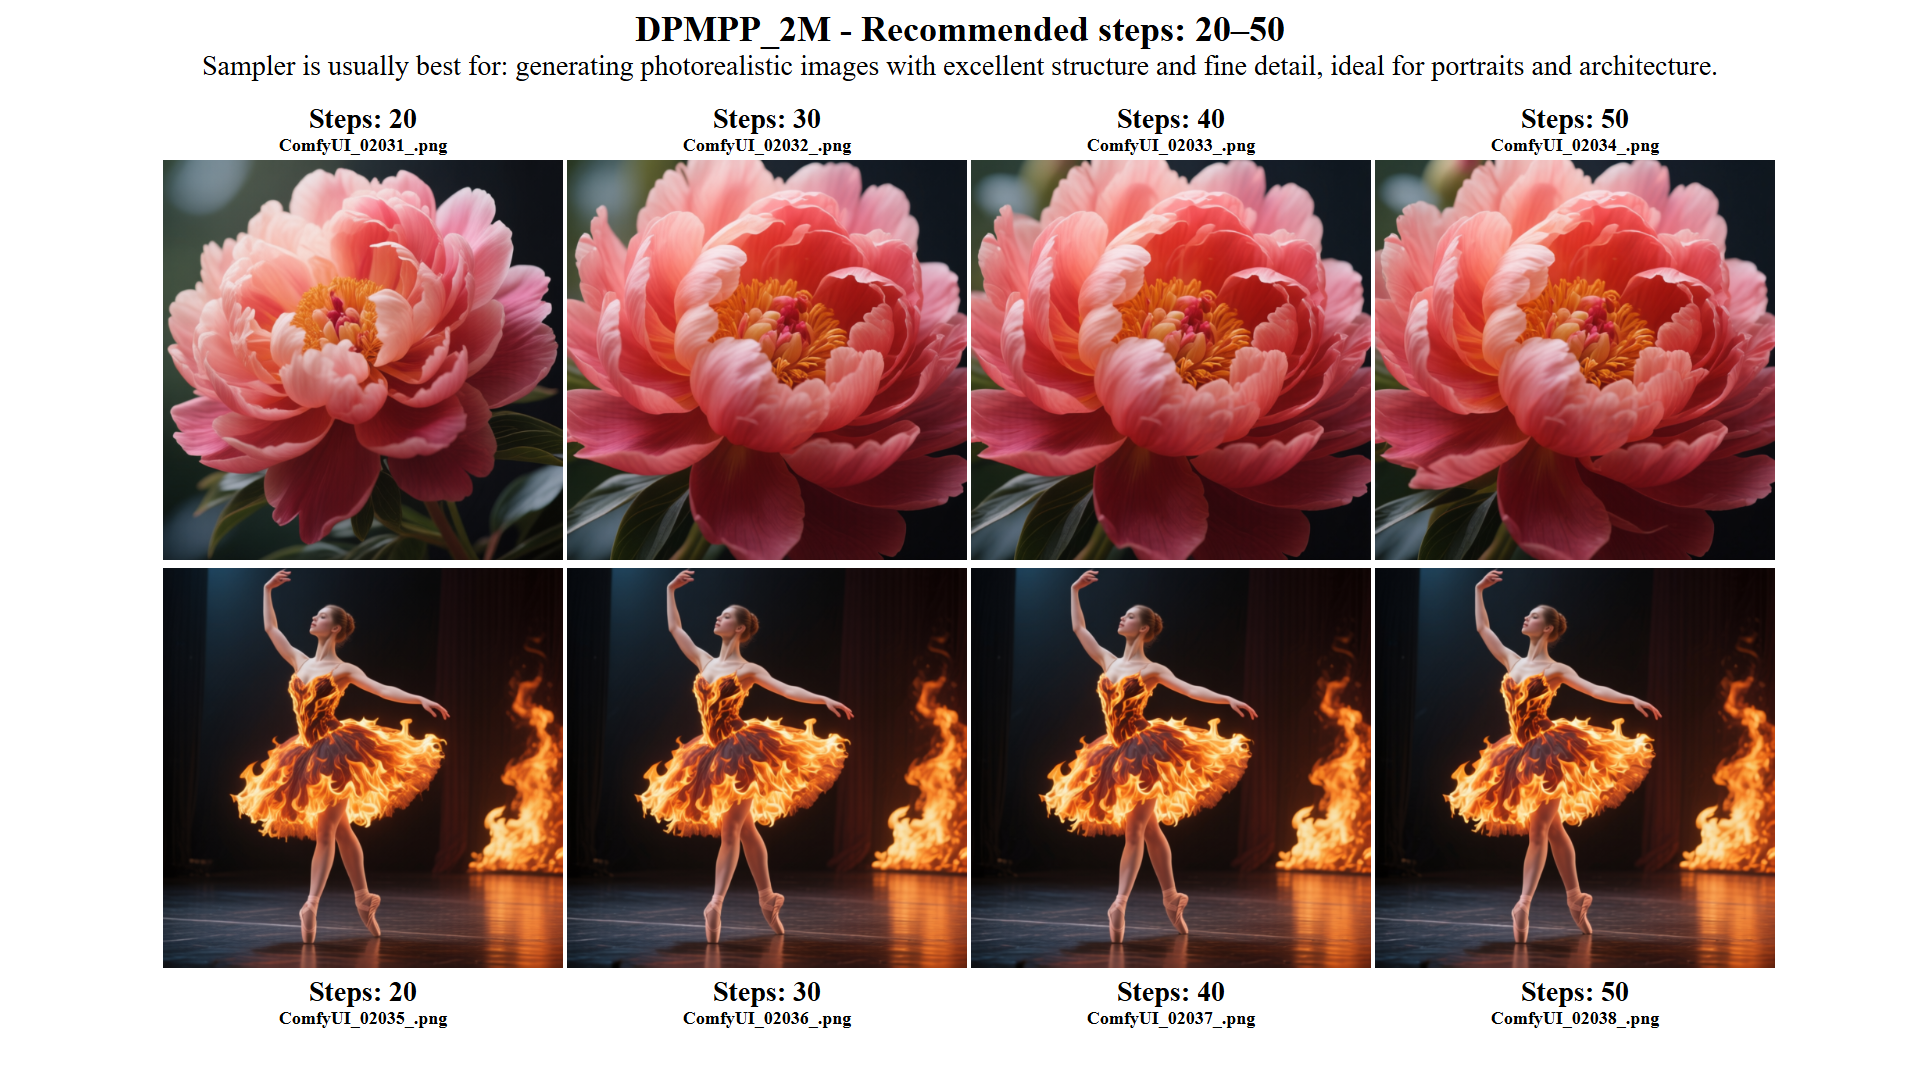 DPMPP_2M - Recommended steps: 20–50
Sampler is usually best for: generating photorealistic images with excellent structure and fine detail, ideal for portraits and architecture.
Steps: 20
ComfyUI_02031_.png
Steps: 30
ComfyUI_02032_.png
Steps: 40
ComfyUI_02033_.png
Steps: 50
ComfyUI_02034_.png
Steps: 20
ComfyUI_02035_.png
Steps: 30
ComfyUI_02036_.png
Steps: 40
ComfyUI_02037_.png
Steps: 50
ComfyUI_02038_.png